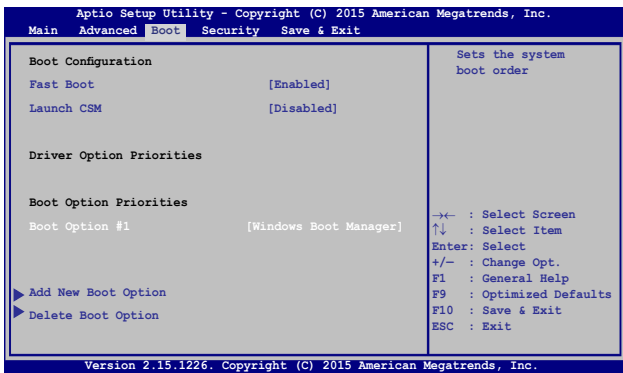 Aptio Setup Utility - Copyright (C) 2015 American Megatrends, Inc.
Main Advanced Boot Security Save & Exit
Boot Configuration
Fast Boot [Enabled]
Launch CSM [Disabled]
Driver Option Priorities
Boot Option Priorities
Boot Option #1 [Windows Boot Manager]
Add New Boot Option
Delete Boot Option
Sets the system
boot order
→← : Select Screen
↑↓ : Select Item
Enter: Select
+/— : Change Opt.
F1 : General Help
F9 : Optimized Defaults
F10 : Save & Exit
ESC : Exit
Version 2.15.1226. Copyright (C) 2015 American Megatrends, Inc.